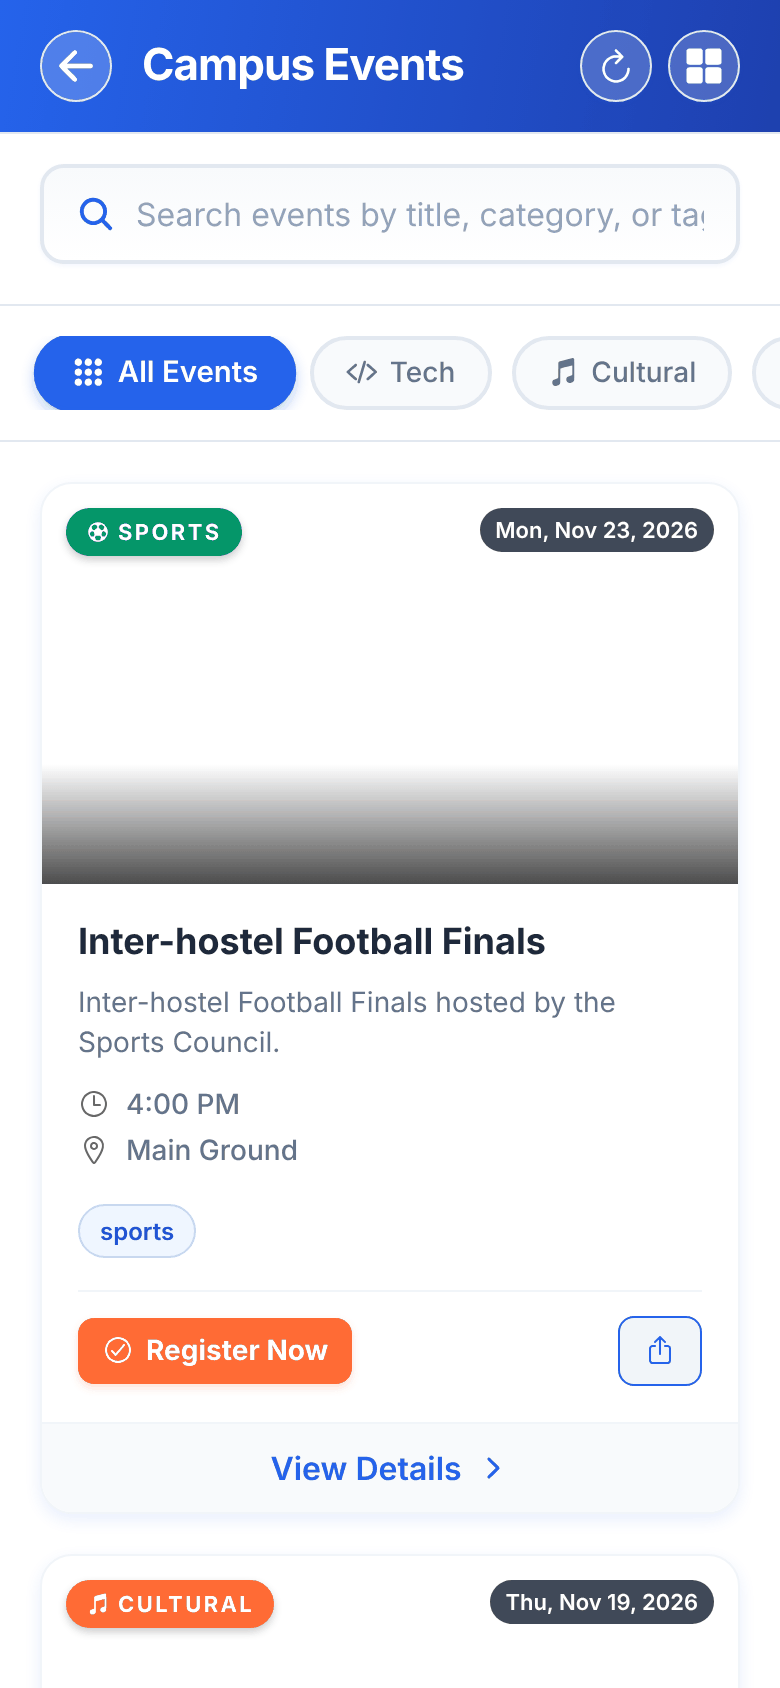 Campus Events
Search events by title, category, or tag
All Events
Tech
Cultural
SPORTS
Mon, Nov 23, 2026
Inter-hostel Football Finals
Inter-hostel Football Finals hosted by the
Sports Council.
4:00 PM
Main Ground
sports
Register Now
View Details
CULTURAL
Thu, Nov 19, 2026